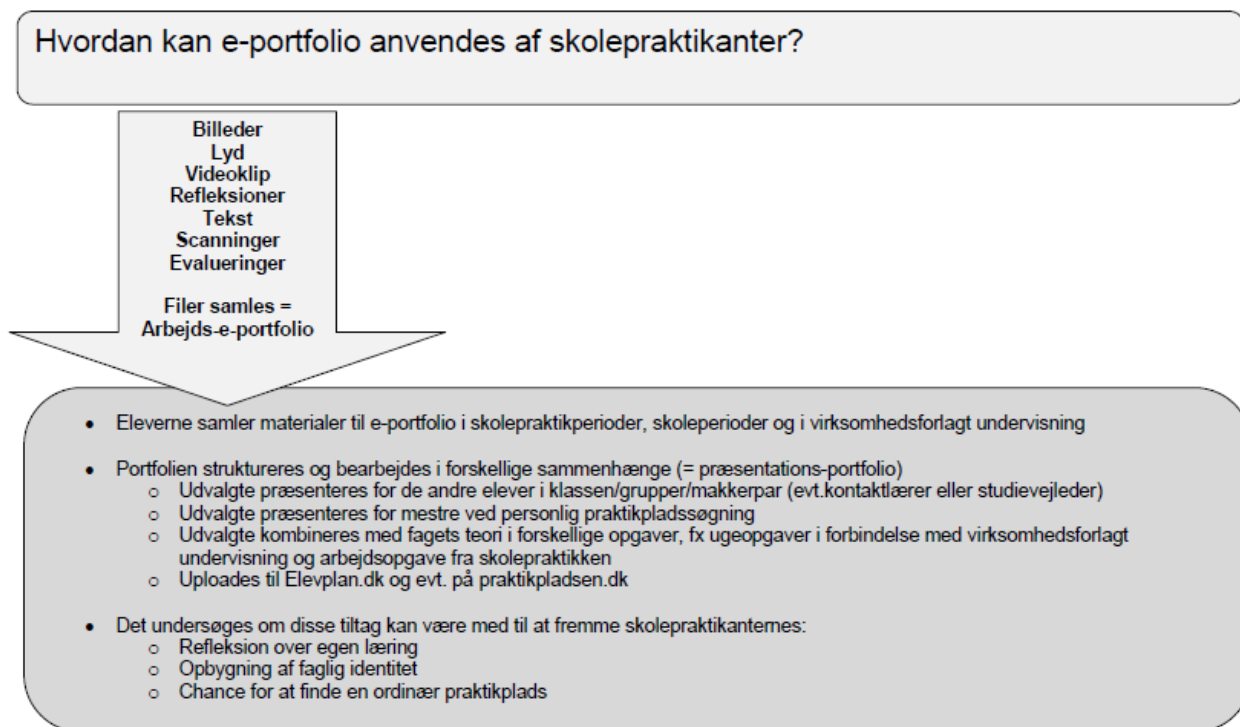 Hvordan kan e-portfolio anvendes af skolepraktikanter?
Billeder
Lyd
Videoklip
Refleksioner
Tekst
Scanninger
Evalueringer
Filer samles =
Arbejds-e-portfolio
• Eleverne samler materialer til e-portfolio i skolepraktikperioder, skoleperioder og i virksomhedsforlagt undervisning
• Portfolien struktureres og bearbejdes i forskellige sammenhænge (= præsentations-portfolio)
o Udvalgte præsenteres for de andre elever i klassen/grupper/makkerpar (evt.kontaktlærer eller studievejleder)
o Udvalgte præsenteres for mestre ved personlig praktikpladssøgning
o Udvalgte kombineres med fagets teori i forskellige opgaver, fx ugeopgaver i forbindelse med virksomhedsforlagt
undervisning og arbejdsopgave fra skolepraktikken
o Uploades til Elevplan.dk og evt. på praktikpladsen.dk
• Det undersøges om disse tiltag kan være med til at fremme skolepraktikanternes:
o Refleksion over egen læring
o Opbygning af faglig identitet
o Chance for at finde en ordinær praktikplads